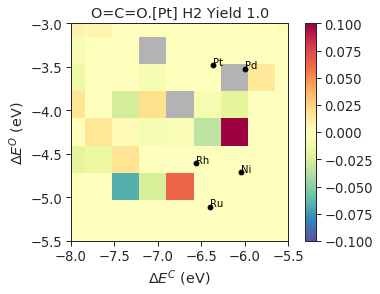 O=C=O.[Pt] H2 Yield 1.0
−3.0
−3.5
−4.0
−4.5
−5.0
−5.5
ΔE^O (eV)
−8.0 −7.5 −7.0 −6.5 −6.0 −5.5
ΔE^C (eV)
Pt
Pd
Rh
Ni
Ru
0.100
0.075
0.050
0.025
0.000
−0.025
−0.050
−0.075
−0.100